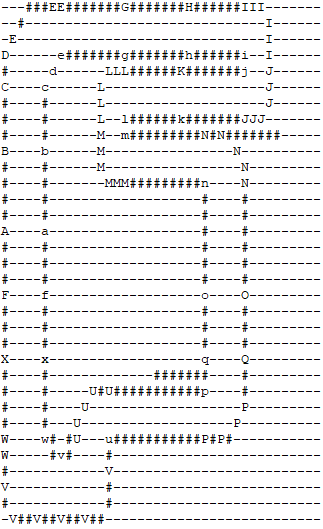 ---###EE#######G#######H######III-------
--#------------------------------I------
-E-------------------------------I------
D------e#######g#######h######i--I------
#-----d------LLL######K#######j--J------
C----c------L--------------------J------
#----#------L--------------------J------
#----#------L--l######k#######JJJ-------
#----#------M--m#########N#N#######-----
B----b------M----------------N----------
#----#------M-----------------N---------
#----#-------MMM#########n----N---------
#----#-------------------#----#---------
#----#-------------------#----#---------
A----a-------------------#----#---------
#----#-------------------#----#---------
#----#-------------------#----#---------
#----#-------------------#----#---------
F----f-------------------o----O---------
#----#-------------------#----#---------
#----#-------------------#----#---------
#----#-------------------#----#---------
X----x-------------------q----Q---------
#----#-------------#######----#---------
#----#-----U#U###########p----#---------
#----#----U-------------------P---------
#----#---U-------------------P----------
W----w#-#U---u###########P#P#-----------
W-----#v#----#--------------------------
#------------V--------------------------
V------------#--------------------------
#------------#--------------------------
-V##V##V##V##---------------------------